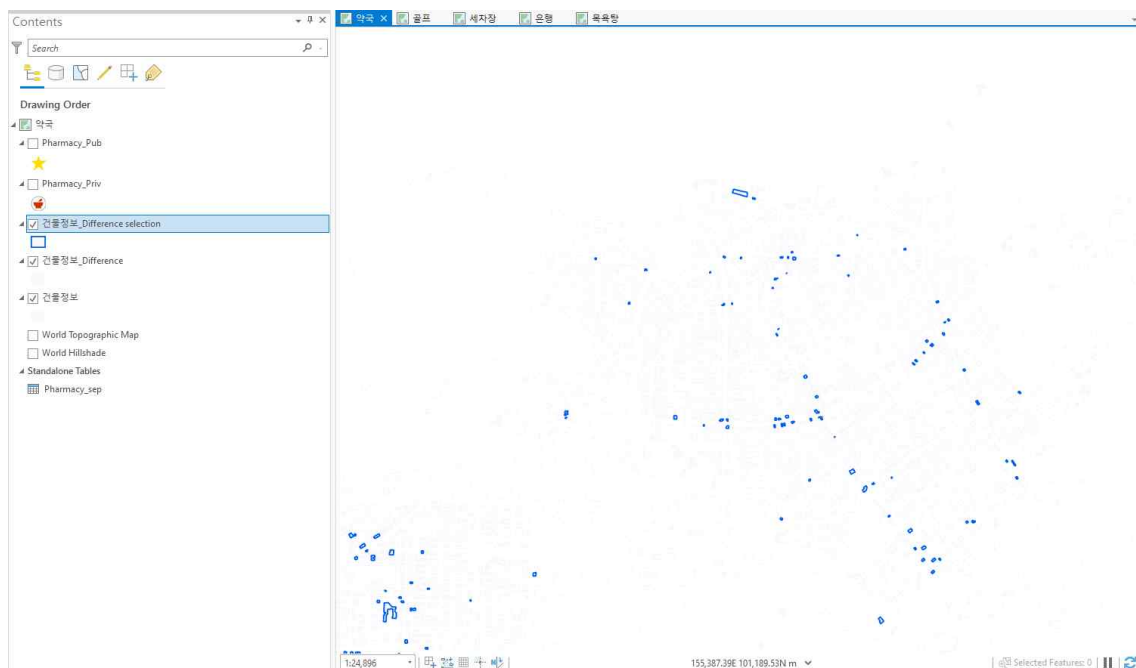 Contents
약국
골프
세자장
은행
목욕탕
Search
Drawing Order
약국
Pharmacy_Pub
Pharmacy_Priv
건물정보_Difference selection
건물정보_Difference
건물정보
World Topographic Map
World Hillshade
Standalone Tables
Pharmacy_sep
1:24,896
155,387.39E 101,189.53N m
Selected Features: 0